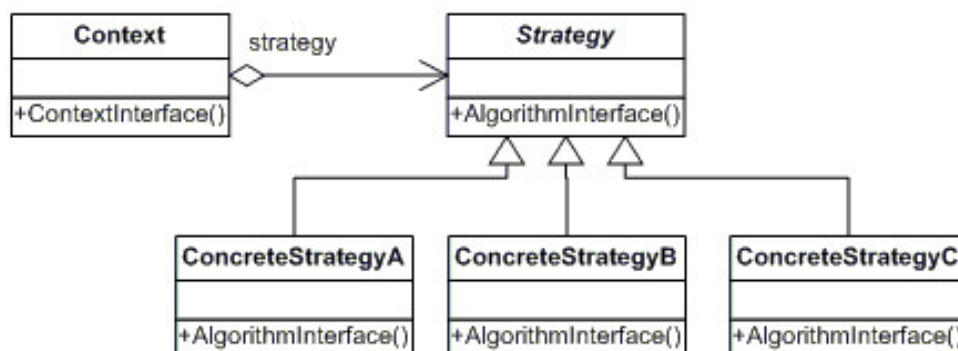 Context
strategy
Strategy
+ContextInterface()
+AlgorithmInterface()
ConcreteStrategyA
ConcreteStrategyB
ConcreteStrategyC
+AlgorithmInterface()
+AlgorithmInterface()
+AlgorithmInterface()